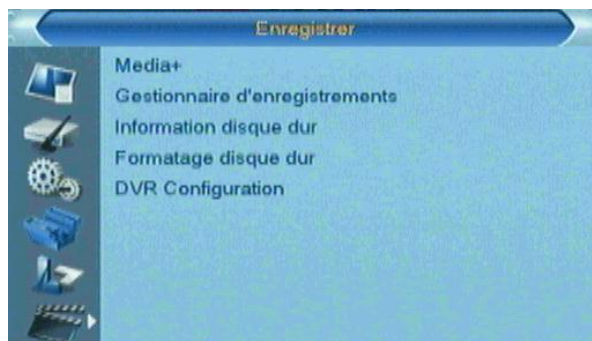 Enregistrer
Media+
Gestionnaire d'enregistrements
Information disque dur
Formatage disque dur
DVR Configuration